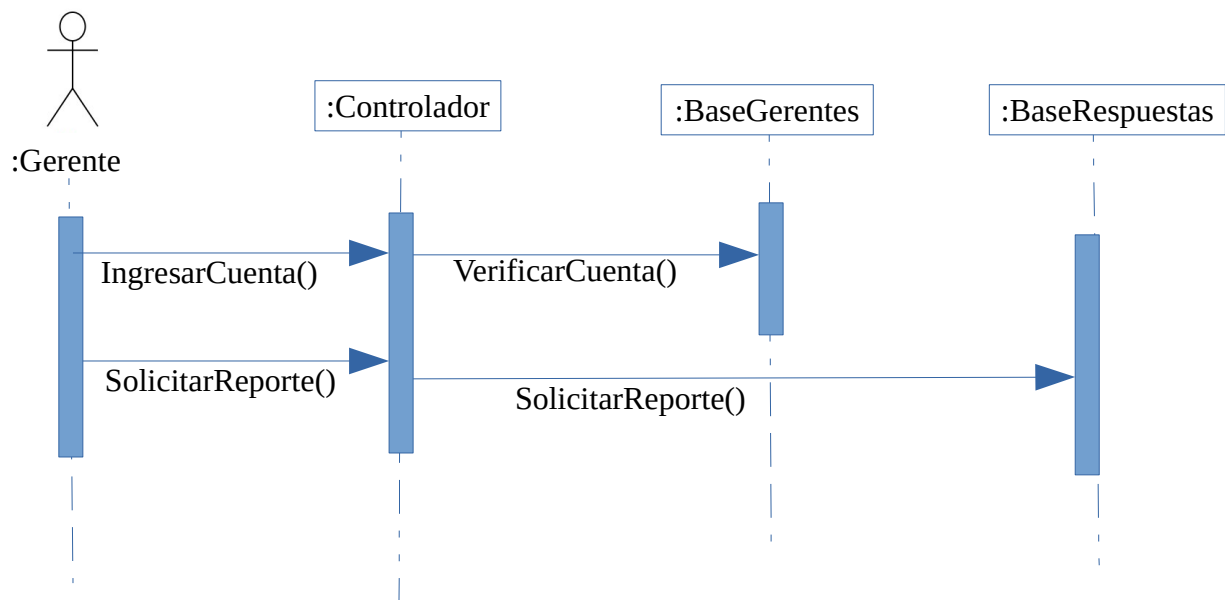 :Gerente
:Controlador
:BaseGerentes
:BaseRespuestas
IngresarCuenta()
VerificarCuenta()
SolicitarReporte()
SolicitarReporte()